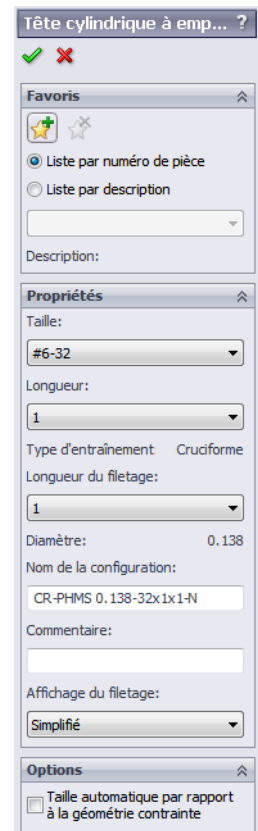 Tête cylindrique à emp... ?
Favoris
Liste par numéro de pièce
Liste par description
Description:
Propriétés
Taille:
#6-32
Longueur:
1
Type d'entraînement Cruciforme
Longueur du filetage:
1
Diamètre: 0.138
Nom de la configuration:
CR-PHMS 0.138-32x1x1-N
Commentaire:
Affichage du filetage:
Simplifié
Options
Taille automatique par rapport
à la géométrie contrainte